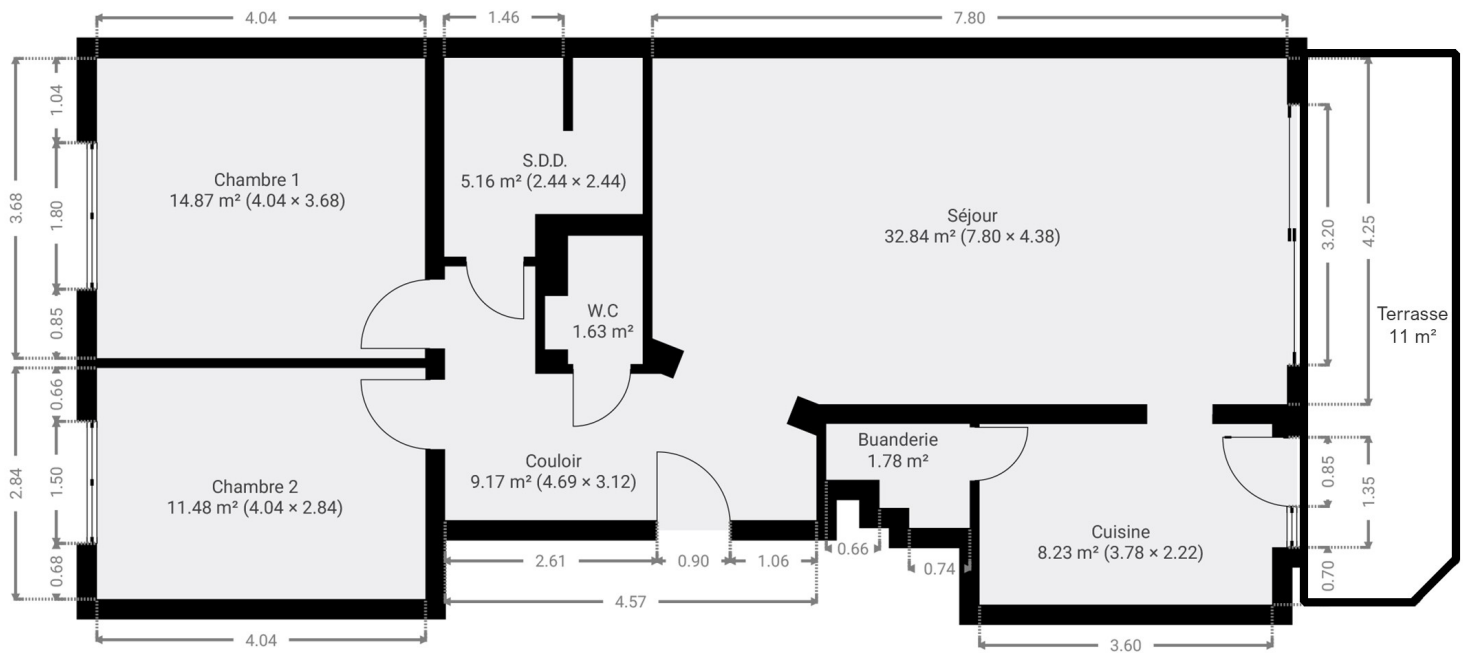 4.04
1.46
7.80
1.04
3.68
1.80
0.85
Chambre 1
14.87 m² (4.04 × 3.68)
S.D.D.
5.16 m² (2.44 × 2.44)
Séjour
32.84 m² (7.80 × 4.38)
3.20
4.25
W.C
1.63 m²
Terrasse
11 m²
0.66
2.84
1.50
0.68
Chambre 2
11.48 m² (4.04 × 2.84)
Couloir
9.17 m² (4.69 × 3.12)
Buanderie
1.78 m²
Cuisine
8.23 m² (3.78 × 2.22)
0.85
1.35
0.70
2.61
0.90
1.06
0.66
0.74
4.57
4.04
3.60